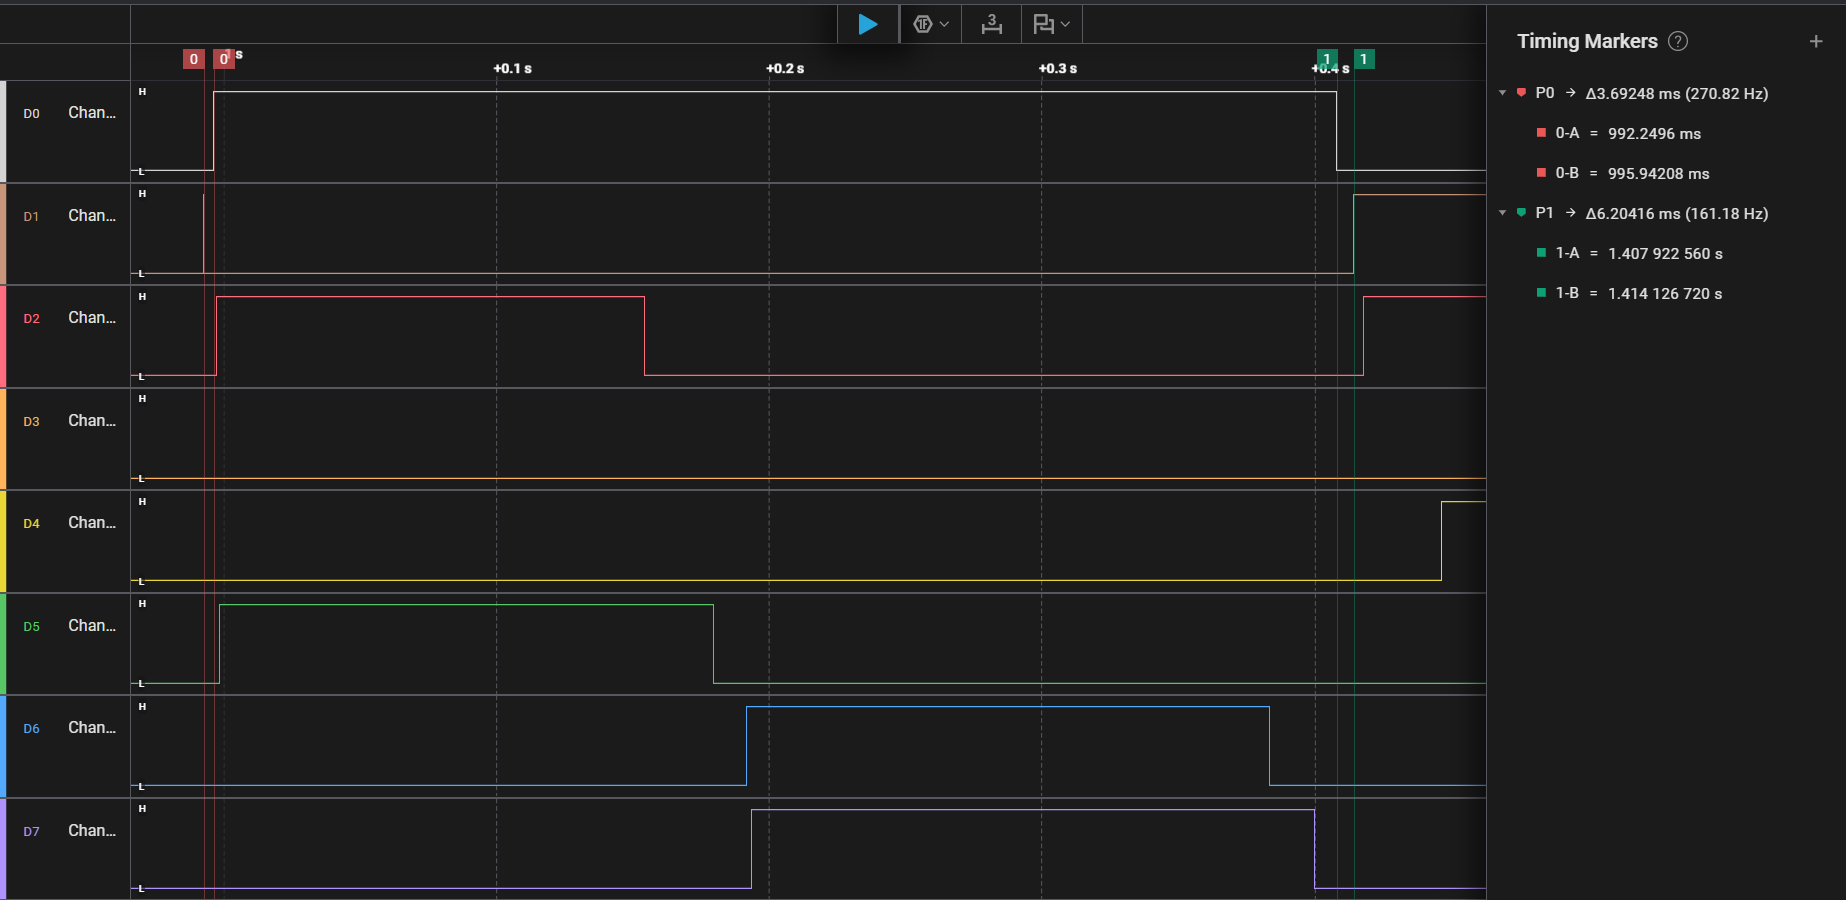 3
Timing Markers ?
0 0 1 s +0.1 s +0.2 s +0.3 s +0.4 s 1 1
P0 → Δ3.69248 ms (270.82 Hz)
0-A = 992.2496 ms
0-B = 995.94208 ms
P1 → Δ6.20416 ms (161.18 Hz)
1-A = 1.407 922 560 s
1-B = 1.414 126 720 s
H
D0 Chan...
L
H
D1 Chan...
L
H
D2 Chan...
L
H
D3 Chan...
L
H
D4 Chan...
L
H
D5 Chan...
L
H
D6 Chan...
L
H
D7 Chan...
L